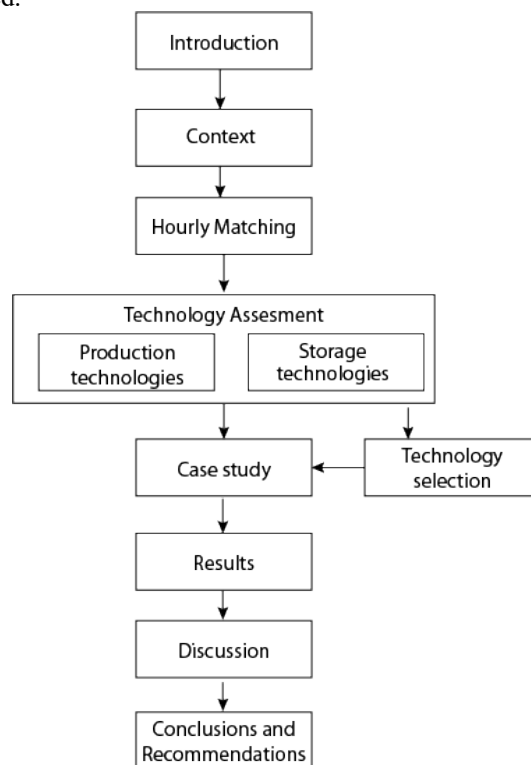 Introduction
Context
Hourly Matching
Technology Assesment
Production
technologies
Storage
technologies
Case study
Technology
selection
Results
Discussion
Conclusions and
Recommendations